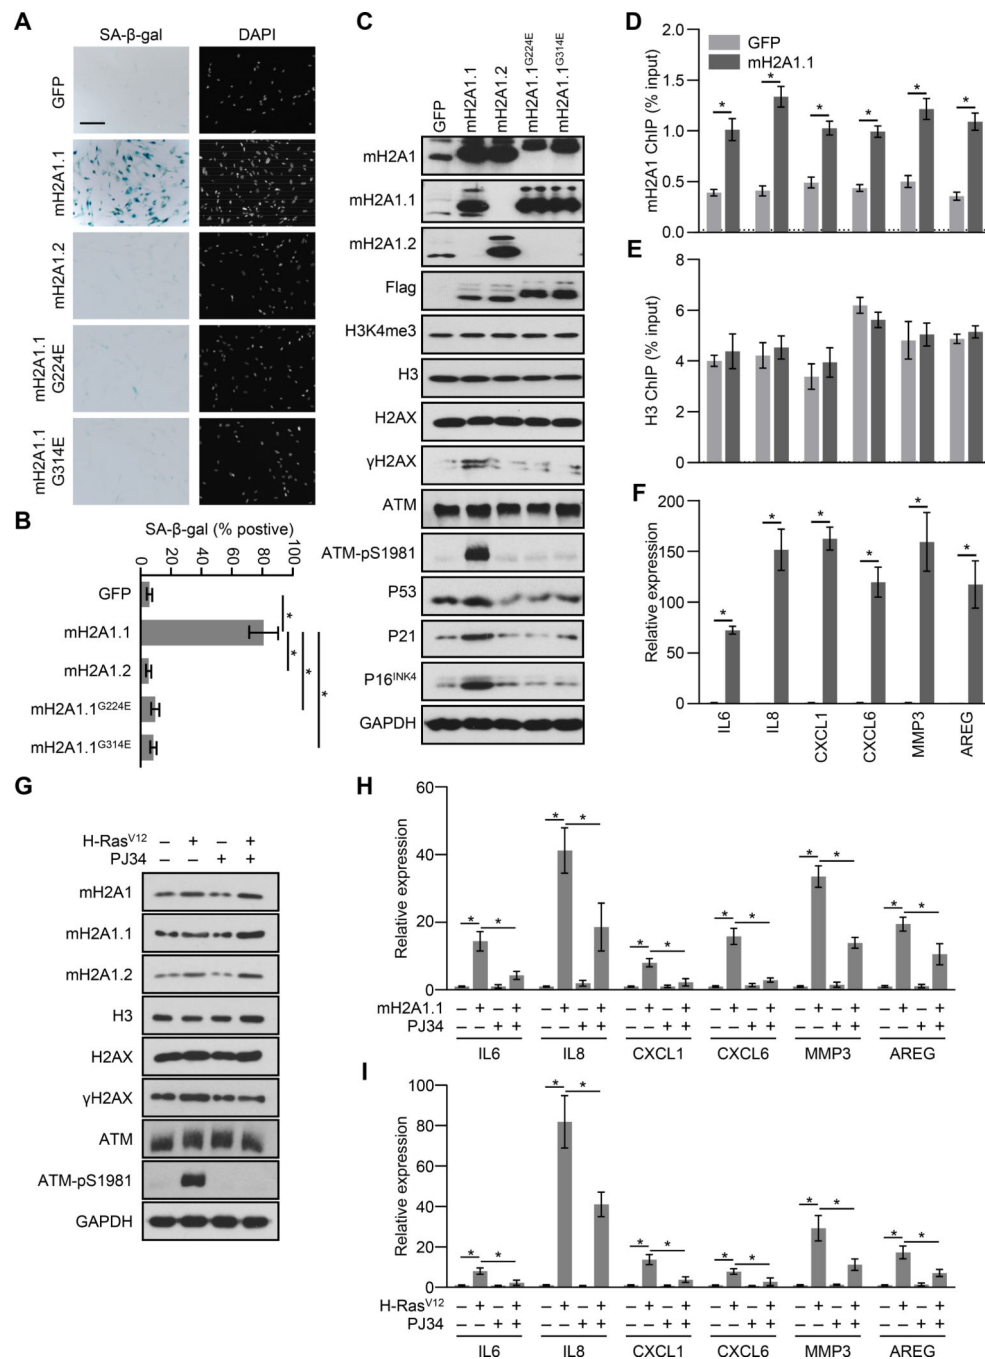 A
SA-β-gal DAPI
GFP
mH2A1.1
mH2A1.2
mH2A1.1 G224E
mH2A1.1 G314E
B
SA-β-gal (% postive)
0 20 40 60 80 100
GFP
mH2A1.1
*
mH2A1.2
*
mH2A1.1G224E
*
mH2A1.1G314E
*
C
GFP mH2A1.1 mH2A1.2 mH2A1.1G224E mH2A1.1G314E
mH2A1
mH2A1.1
mH2A1.2
Flag
H3K4me3
H3
H2AX
γH2AX
ATM
ATM-pS1981
P53
P21
P16INK4
GAPDH
D
mH2A1 ChIP (% input)
2.0
1.5
1.0
0.5
0.0
GFP
mH2A1.1
* * * * * *
E
H3 ChIP (% input)
8
6
4
2
0
F
Relative expression
200
150
100
50
0
* * * * * *
IL6 IL8 CXCL1 CXCL6 MMP3 AREG
G
H-RasV12 – + – +
PJ34 – – + +
mH2A1
mH2A1.1
mH2A1.2
H3
H2AX
γH2AX
ATM
ATM-pS1981
GAPDH
H
Relative expression
60
40
20
0
* * * * * * * * * * * *
mH2A1.1 – + – + – + – + – + – + – + – + – + – + – + – +
PJ34 – – + + – – + + – – + + – – + + – – + + – – + +
IL6 IL8 CXCL1 CXCL6 MMP3 AREG
I
Relative expression
100
80
60
40
20
0
* * * * * * * * * * * *
H-RasV12 – + – + – + – + – + – + – + – + – + – + – + – +
PJ34 – – + + – – + + – – + + – – + + – – + + – – + +
IL6 IL8 CXCL1 CXCL6 MMP3 AREG